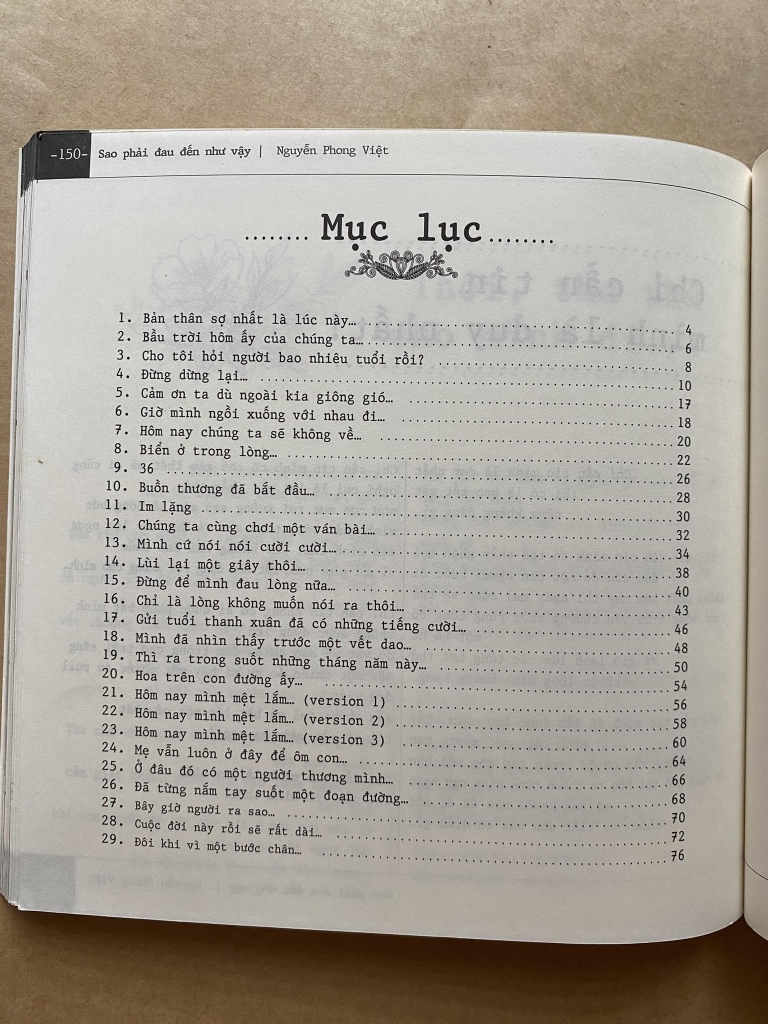 -150- Sao phải đau đến như vậy | Nguyễn Phong Việt
........ Mục lục ........
1. Bản thân sợ nhất là lúc này… 4
2. Bầu trời hôm ấy của chúng ta… 6
3. Cho tôi hỏi người bao nhiêu tuổi rồi? 8
4. Đừng dừng lại… 10
5. Cảm ơn ta dù ngoài kia giông gió… 17
6. Giờ mình ngồi xuống với nhau đi… 18
7. Hôm nay chúng ta sẽ không về… 20
8. Biển ở trong lòng… 22
9. 36 26
10. Buồn thương đã bắt đầu… 28
11. Im lặng 30
12. Chúng ta cùng chơi một ván bài… 32
13. Mình cứ nói nói cười cười… 34
14. Lùi lại một giây thôi… 38
15. Đừng để mình đau lòng nữa… 40
16. Chỉ là lòng không muốn nói ra thôi… 43
17. Gửi tuổi thanh xuân đã có những tiếng cười… 46
18. Mình đã nhìn thấy trước một vết dao… 48
19. Thì ra trong suốt những tháng năm này… 50
20. Hoa trên con đường ấy… 54
21. Hôm nay mình mệt lắm… (version 1) 56
22. Hôm nay mình mệt lắm… (version 2) 58
23. Hôm nay mình mệt lắm… (version 3) 60
24. Mẹ vẫn luôn ở đây để ôm con… 64
25. Ở đâu đó có một người thương mình… 66
26. Đã từng nắm tay suốt một đoạn đường… 68
27. Bây giờ người ra sao… 70
28. Cuộc đời này rồi sẽ rất dài… 72
29. Đôi khi vì một bước chân… 76